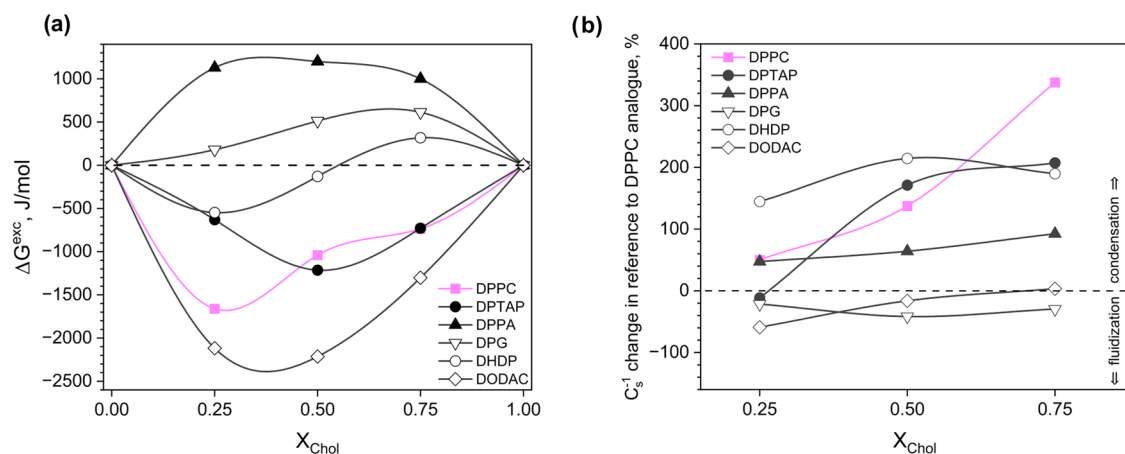 (a)
ΔG^exc, J/mol
1000
500
0
−500
−1000
−1500
−2000
−2500
DPPC
DPTAP
DPPA
DPG
DHDP
DODAC
0.00 0.25 0.50 0.75 1.00
X_Chol
(b)
C_s^-1 change in reference to DPPC analogue, %
400
300
200
100
0
−100
DPPC
DPTAP
DPPA
DPG
DHDP
DODAC
⇐ fluidization condensation ⇒
0.25 0.50 0.75
X_Chol